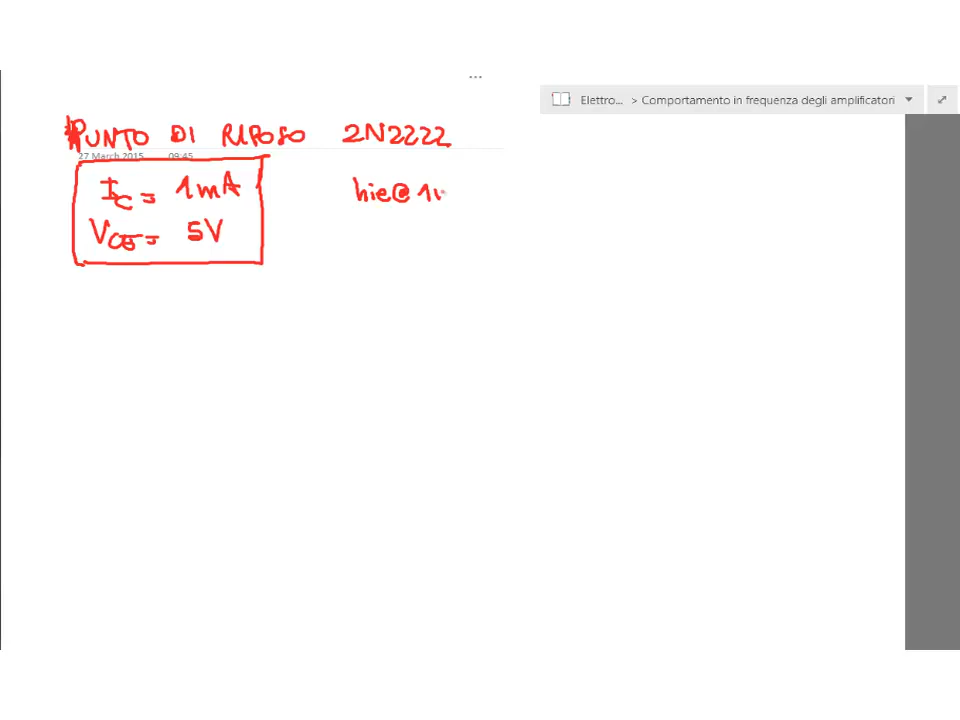 ...
Elettro... > Comportamento in frequenza degli amplificatori
PUNTO DI RIPOSO 2N2222
27 March 2015 09:45
IC = 1mA
hie@1
VCE = 5V